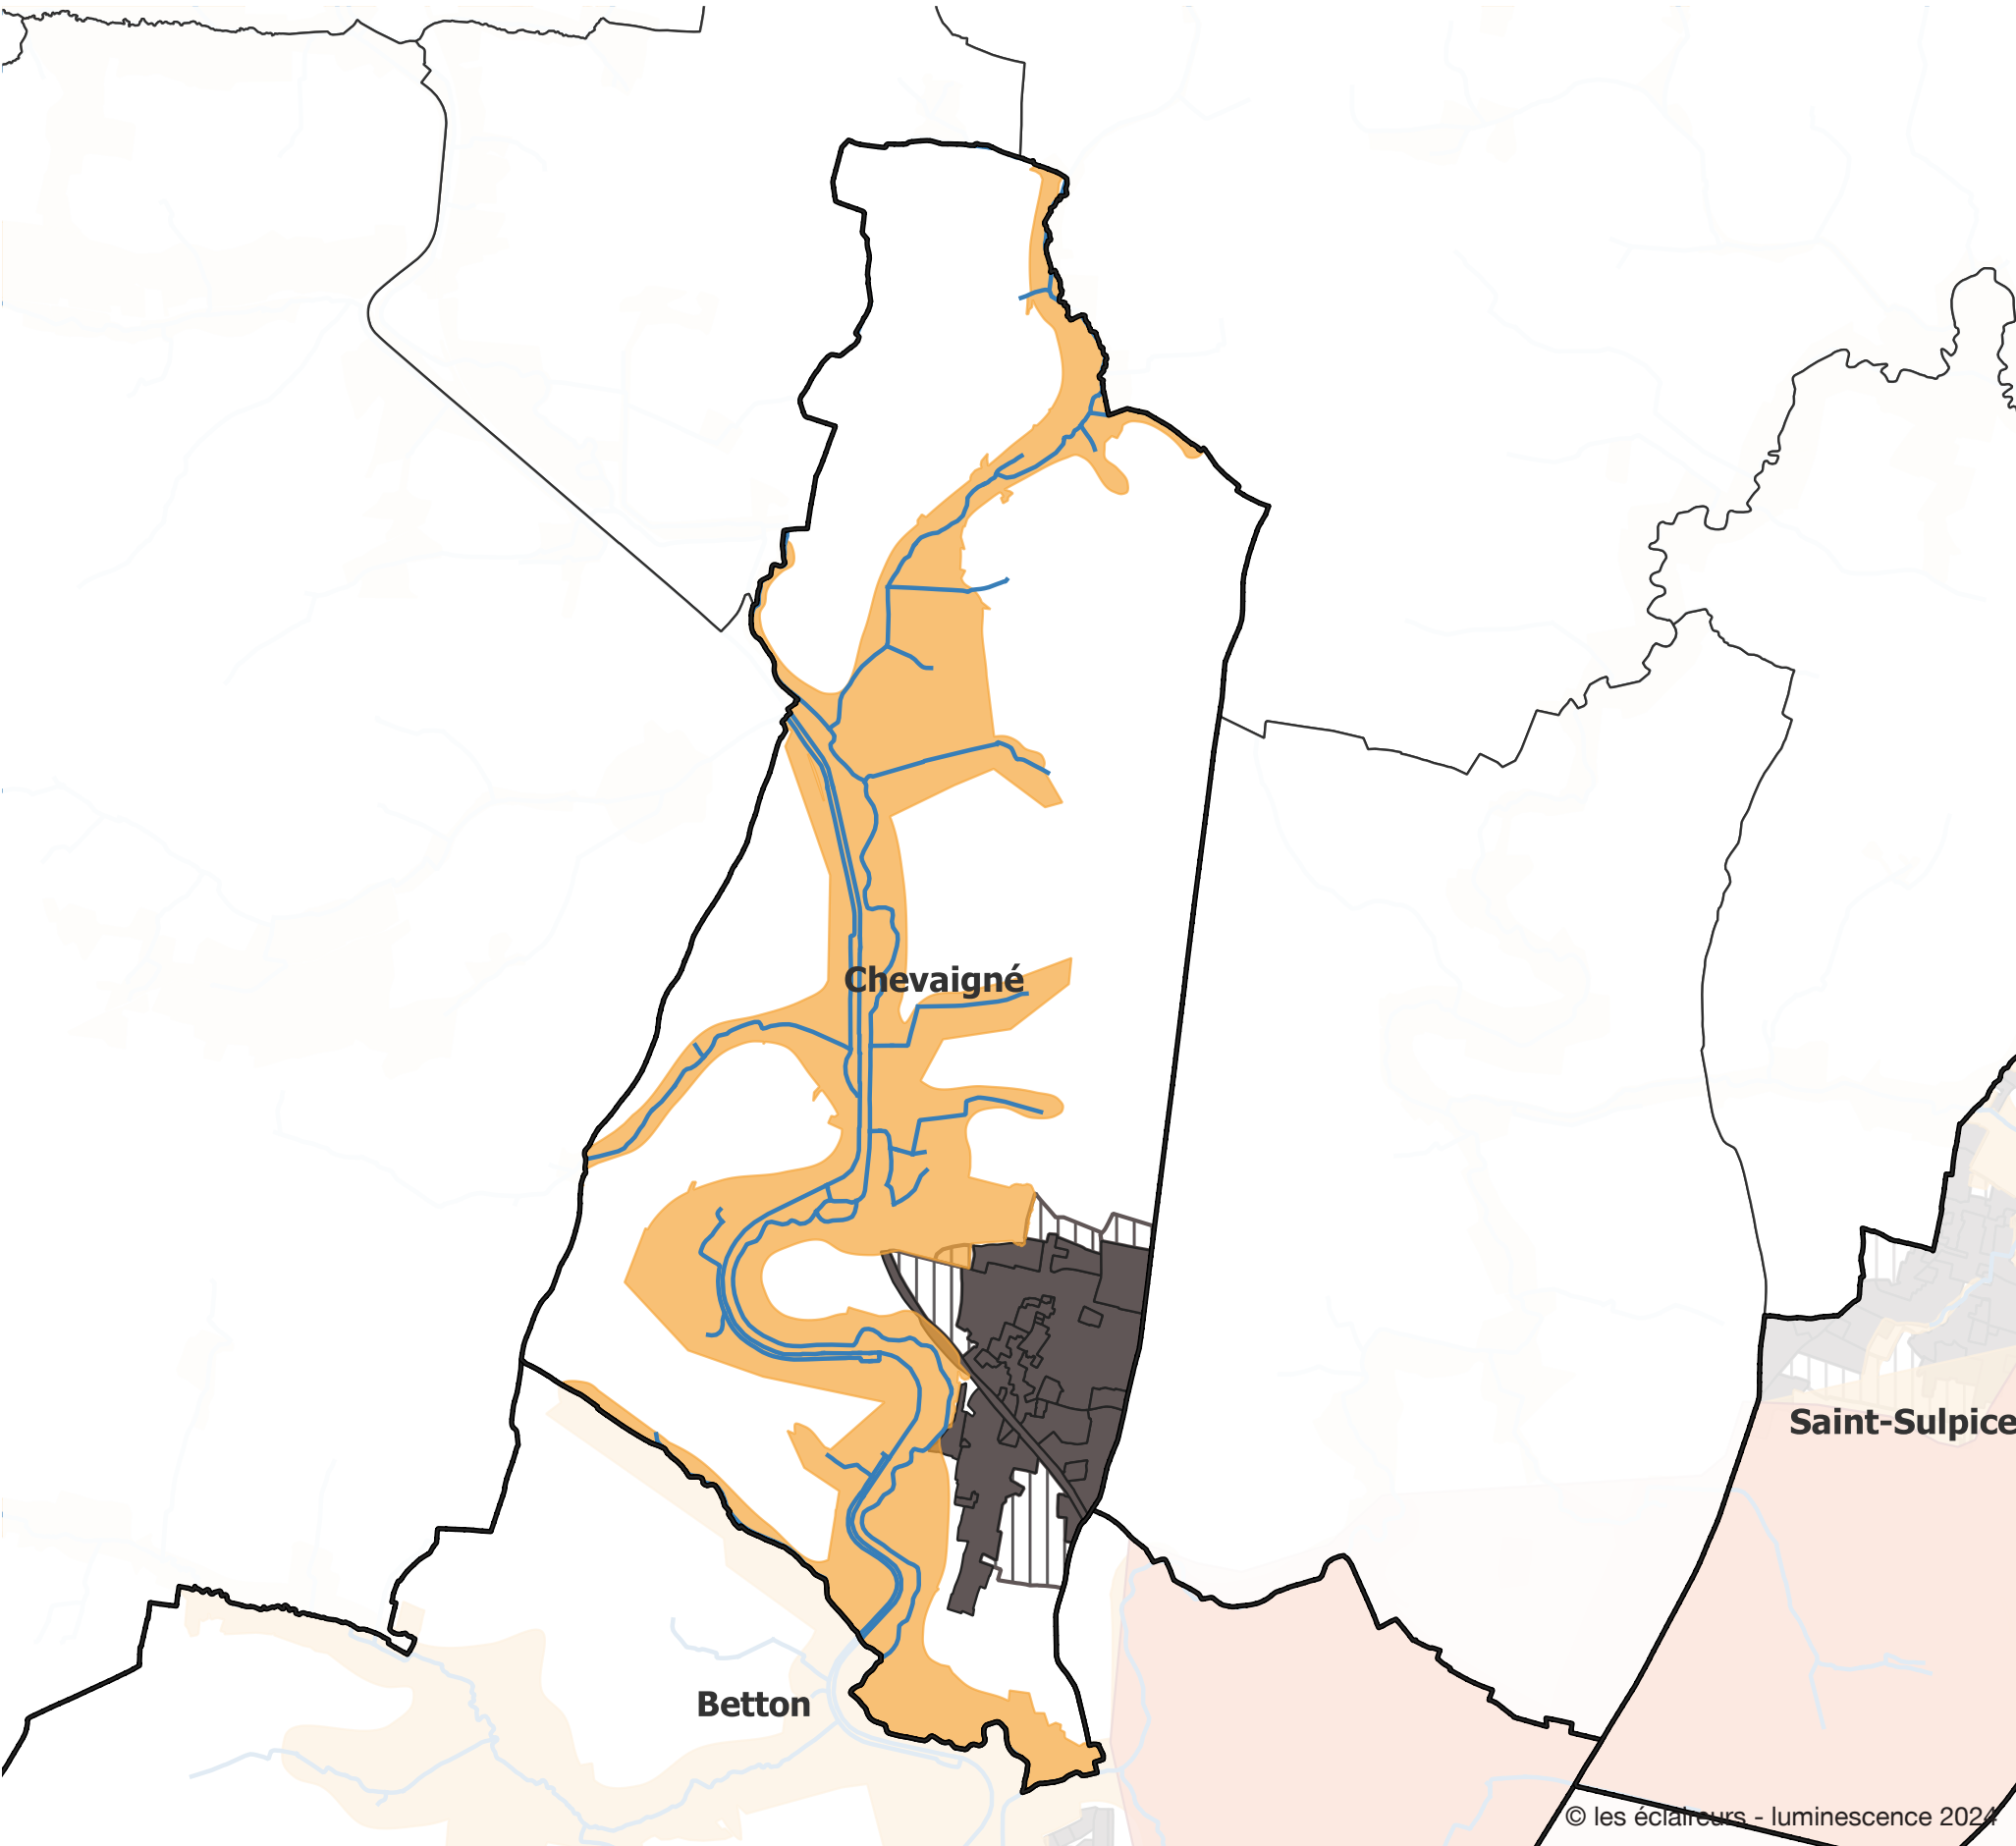 Chevaigné
Saint-Sulpice
Betton
© les éclaireurs - luminescence 2024